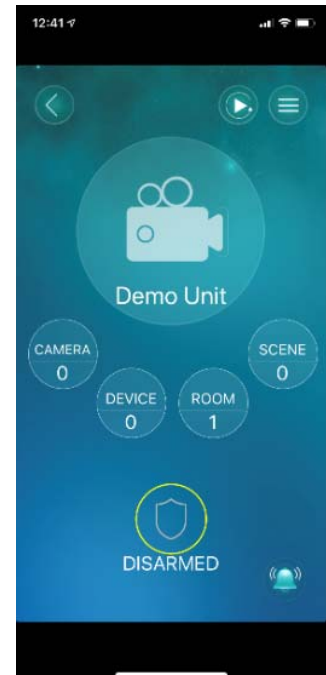 12:41
Demo Unit
CAMERA
0
SCENE
0
DEVICE
0
ROOM
1
DISARMED